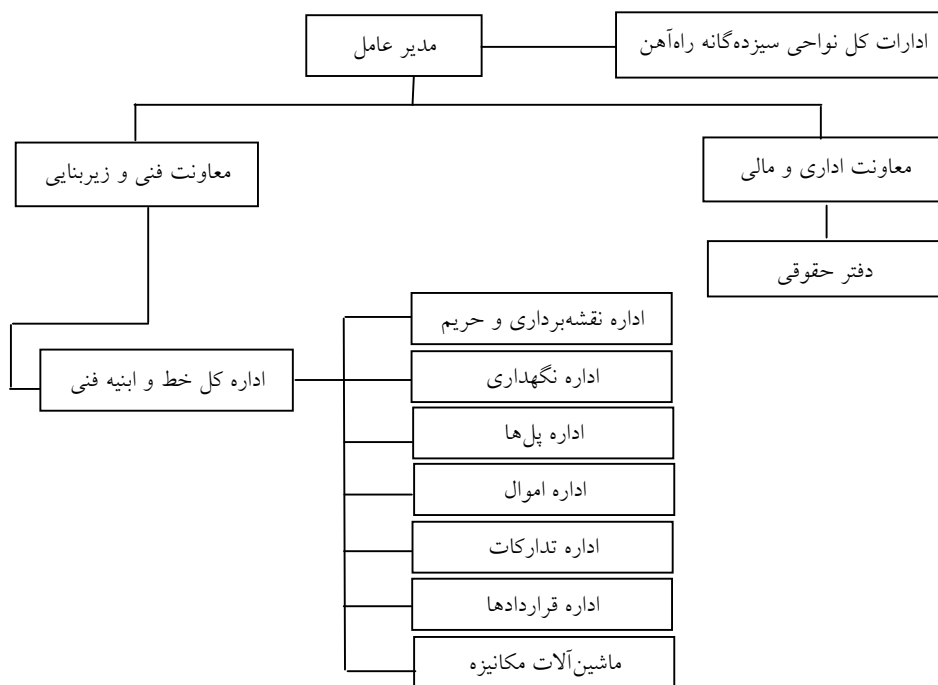 ادارات کل نواحی سیزده‌گانه راه‌آهن
مدیر عامل
معاونت اداری و مالی
معاونت فنی و زیربنایی
دفتر حقوقی
اداره کل خط و ابنیه فنی
اداره نقشه‌برداری و حریم
اداره نگهداری
اداره پل‌ها
اداره اموال
اداره تدارکات
اداره قراردادها
ماشین‌آلات مکانیزه